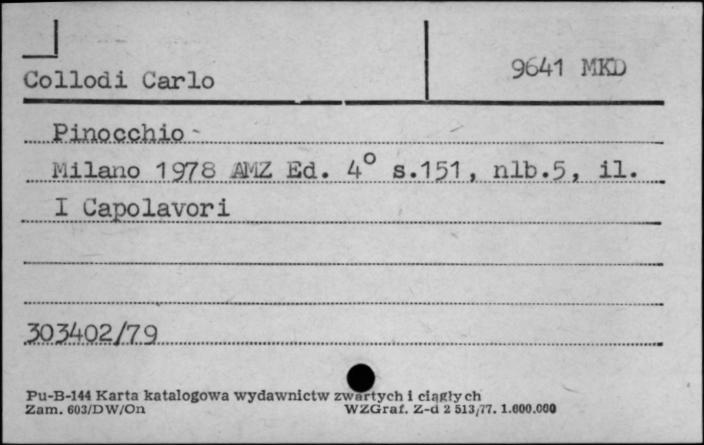 Collodi Carlo
9641 MKD
Pinocchio
Milano 1978 AMZ Ed. 4° s.151, nlb.5, il.
I Capolavori
303402/79
Pu-B-144 Karta katalogowa wydawnictw zwartych i ciągłych
Zam. 603/DW/On WZGraf. Z-d 2 513/77. 1.000.000